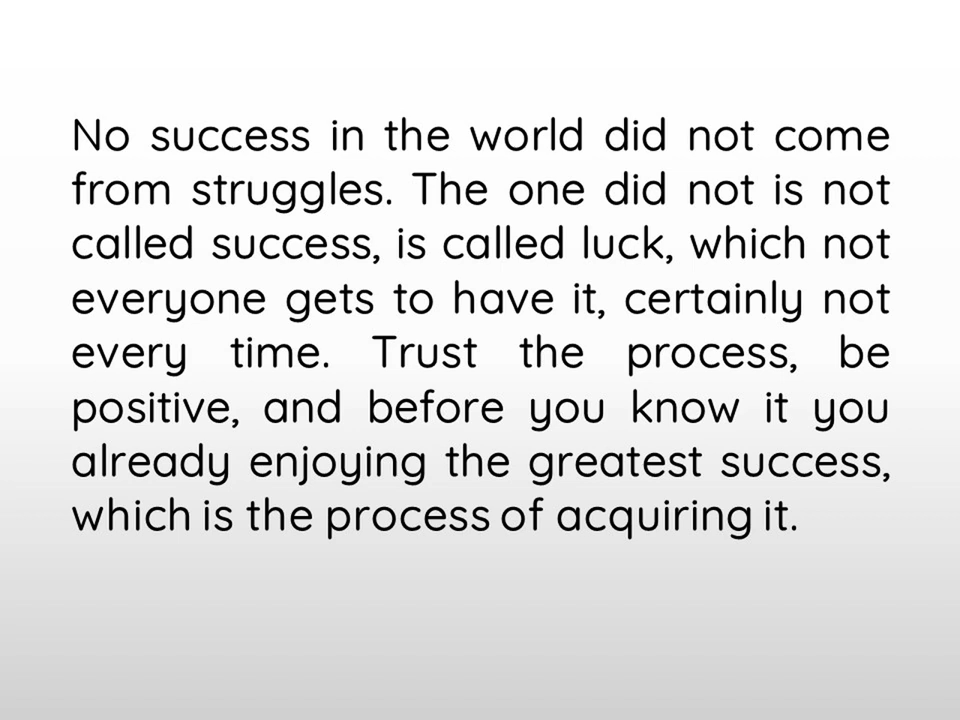 No success in the world did not come
from struggles. The one did not is not
called success, is called luck, which not
everyone gets to have it, certainly not
every time. Trust the process, be
positive, and before you know it you
already enjoying the greatest success,
which is the process of acquiring it.